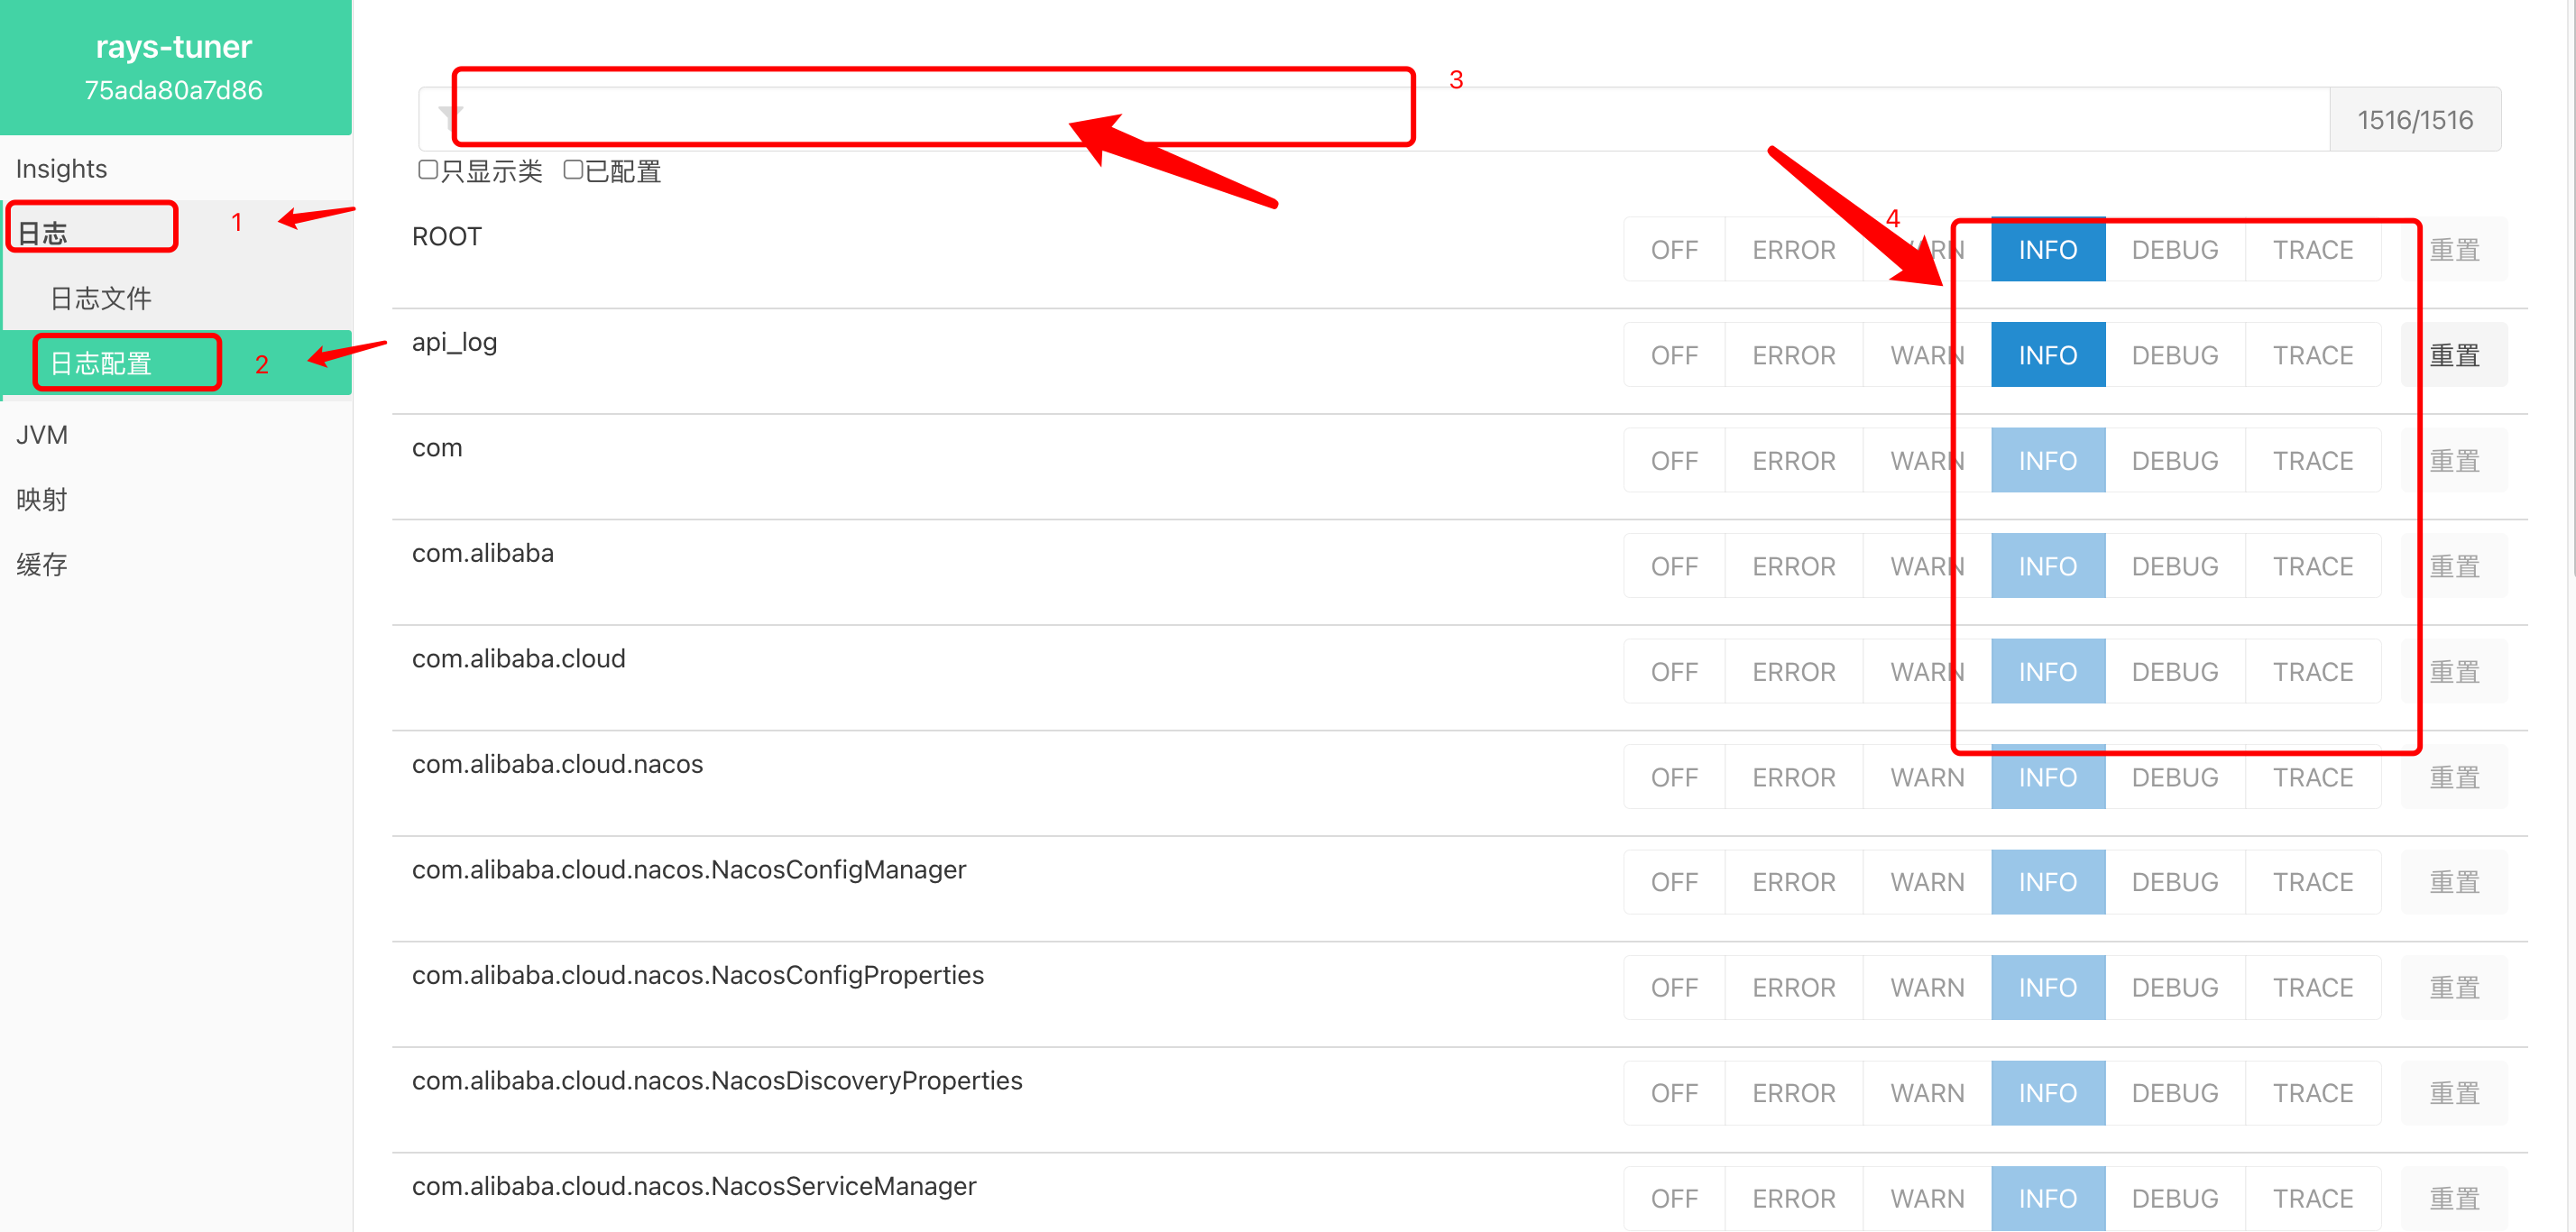 rays-tuner
75ada80a7d86
Insights
日志 1
日志文件
日志配置 2
JVM
映射
缓存
3
1516/1516
只显示类 已配置
4
ROOT OFF ERROR WARN INFO DEBUG TRACE 重置
api_log OFF ERROR WARN INFO DEBUG TRACE 重置
com OFF ERROR WARN INFO DEBUG TRACE 重置
com.alibaba OFF ERROR WARN INFO DEBUG TRACE 重置
com.alibaba.cloud OFF ERROR WARN INFO DEBUG TRACE 重置
com.alibaba.cloud.nacos OFF ERROR WARN INFO DEBUG TRACE 重置
com.alibaba.cloud.nacos.NacosConfigManager OFF ERROR WARN INFO DEBUG TRACE 重置
com.alibaba.cloud.nacos.NacosConfigProperties OFF ERROR WARN INFO DEBUG TRACE 重置
com.alibaba.cloud.nacos.NacosDiscoveryProperties OFF ERROR WARN INFO DEBUG TRACE 重置
com.alibaba.cloud.nacos.NacosServiceManager OFF ERROR WARN INFO DEBUG TRACE 重置